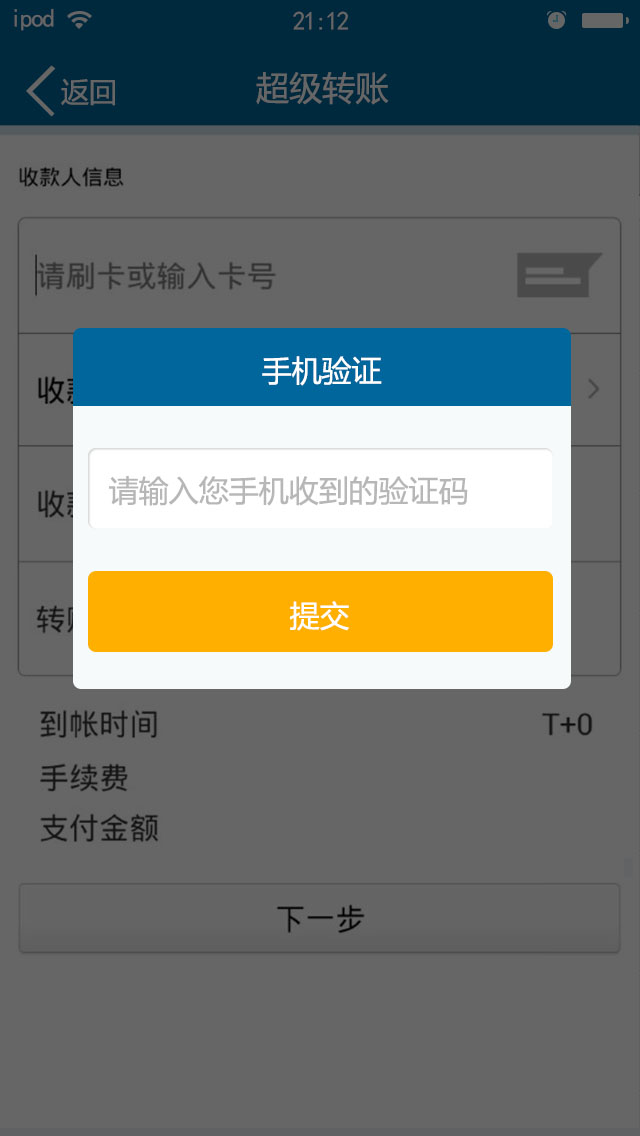 ipod 21:12
返回 超级转账
收款人信息
请刷卡或输入卡号
手机验证
收款
请输入您手机收到的验证码
收款
提交
转账
到帐时间 T+0
手续费
支付金额
下一步